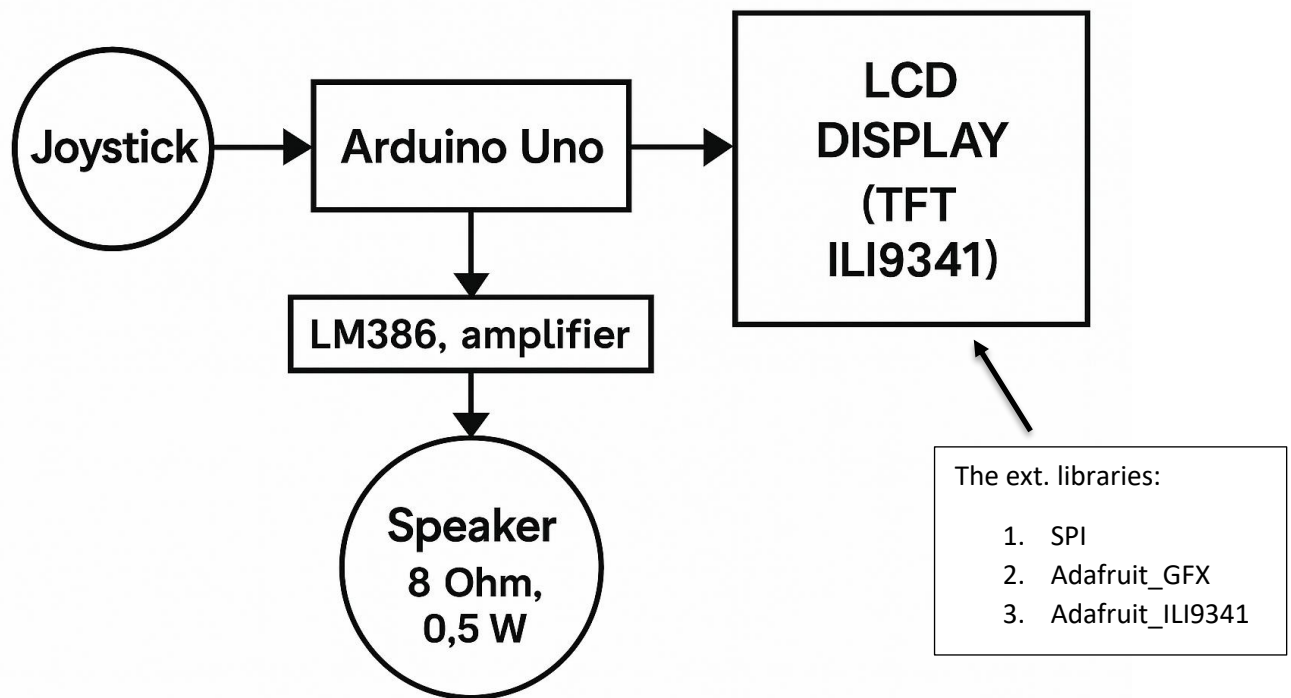 Joystick
Arduino Uno
LCD
DISPLAY
(TFT
ILI9341)
LM386, amplifier
Speaker
8 Ohm,
0,5 W
The ext. libraries:
1. SPI
2. Adafruit_GFX
3. Adafruit_ILI9341